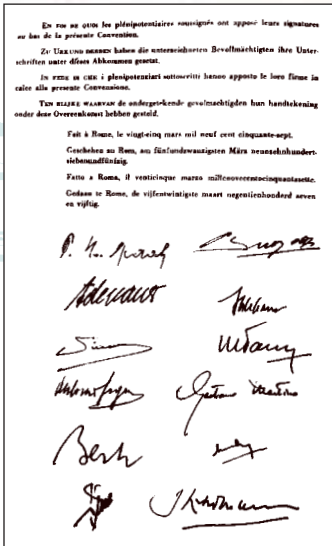 EN FOI DE QUOI les plénipotentiaires soussignés ont apposé leurs signatures
au bas de la présente Convention.
ZU URKUND DESSEN haben die unterzeichneten Bevollmächtigten ihre Unter-
schriften unter dieses Abkommen gesetzt.
IN FEDE DI CHE i plenipotenziari sottoscritti hanno apposto le loro firme in
calce alla presente Convenzione.
TEN BLIJKE WAARVAN de ondergetekende gevolmachtigden hun handtekening
onder deze Overeenkomst hebben gesteld.
Fait à Rome, le vingt-cinq mars mil neuf cent cinquante-sept.
Geschehen zu Rom, am fünfundzwanzigsten März neunzehnhundert-
siebenundfünfzig.
Fatto a Roma, il venticinque marzo millenovecentocinquantasette.
Gedaan te Rome, de vijfentwintigste maart negentienhonderd zeven
en vijftig.
Adenauer
Antonio Segni Gaetano Martino
Bech